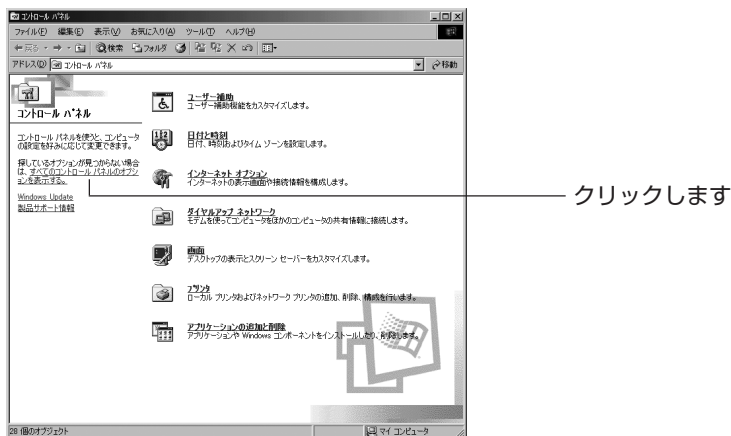 コントロール パネル
ファイル(F) 編集(E) 表示(V) お気に入り(A) ツール(T) ヘルプ(H)
戻る 検索 フォルダ
アドレス(D) コントロール パネル 移動
コントロール パネル
コントロール パネルを使うと、コンピュータ
の設定を好みに応じて変更できます。
探しているオプションが見つからない場合
は、すべてのコントロール パネルのオプシ
ョンを表示する。
Windows Update
製品サポート情報
ユーザー補助
ユーザー補助機能をカスタマイズします。
日付と時刻
日付、時刻およびタイム ゾーンを設定します。
インターネット オプション
インターネットの表示画面や接続情報を構成します。
ダイヤルアップ ネットワーク
モデムを使ってコンピュータをほかのコンピュータの共有情報に接続します。
画面
デスクトップの表示とスクリーン セーバーをカスタマイズします。
プリンタ
ローカル プリンタおよびネットワーク プリンタの追加、削除、構成を行います。
アプリケーションの追加と削除
アプリケーションや Windows コンポーネントをインストールしたり、削除します。
クリックします
28 個のオブジェクト マイ コンピュータ